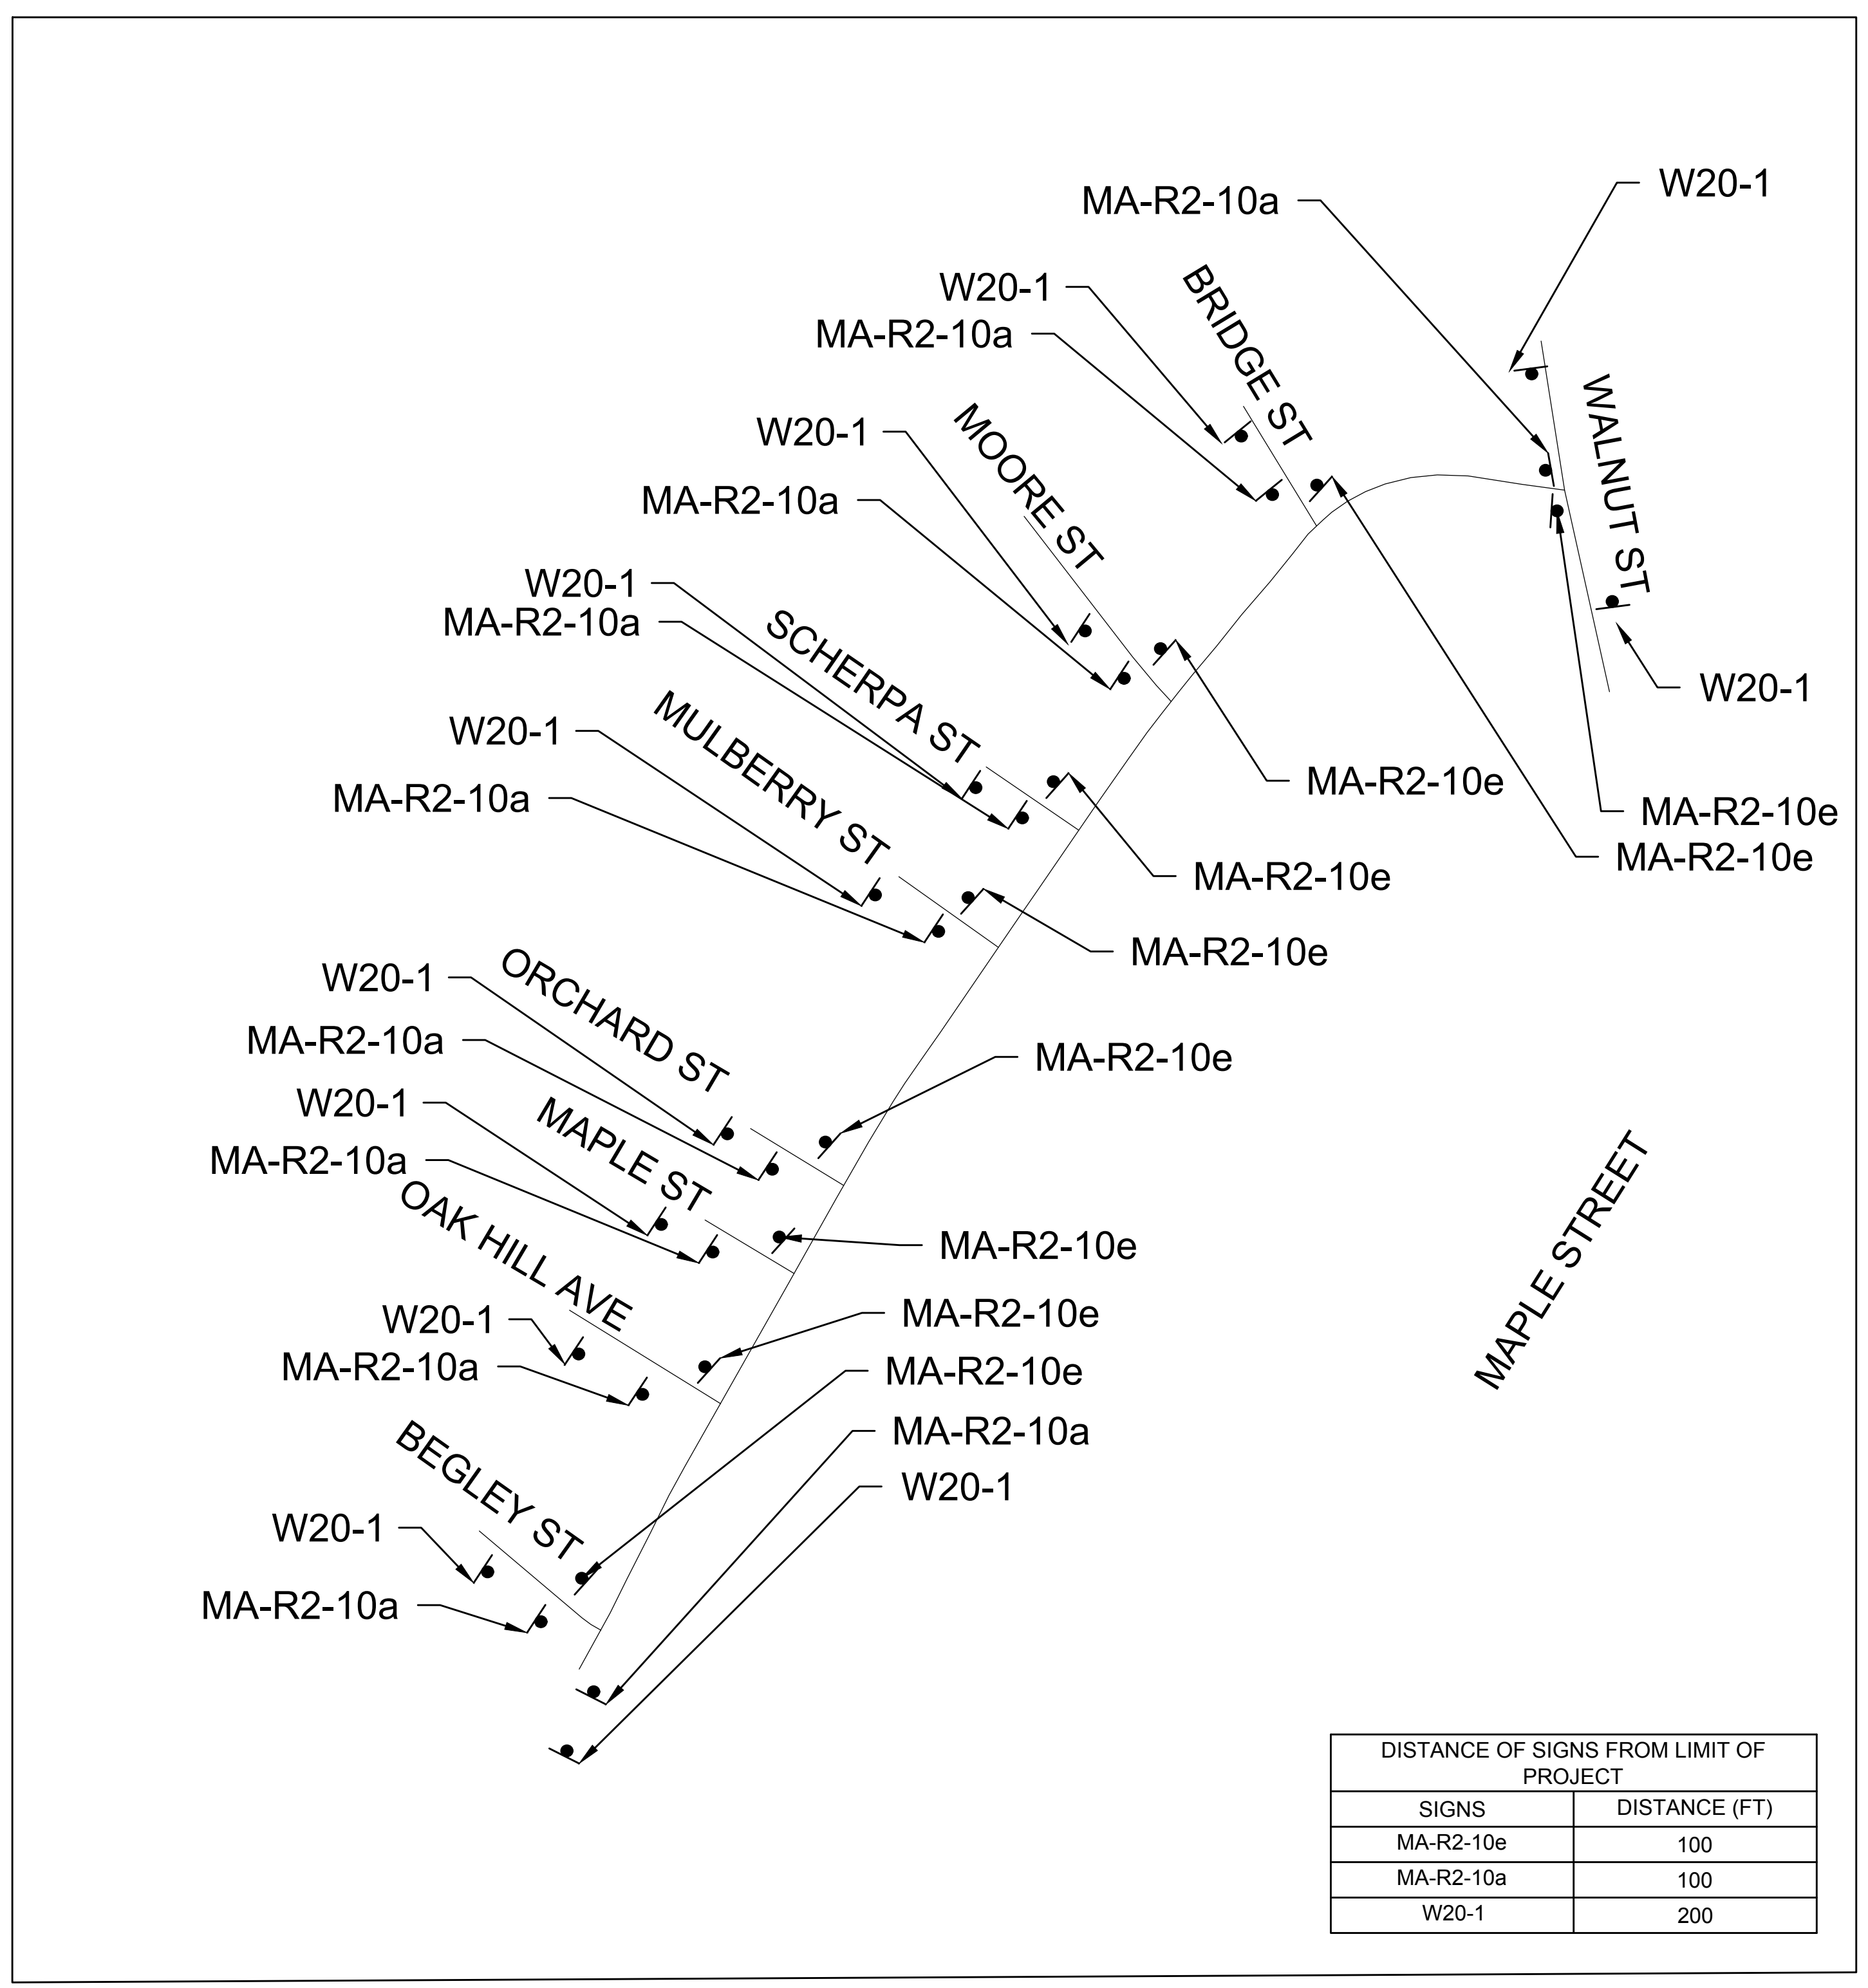 W20-1
MA-R2-10a
W20-1
BRIDGE ST
MA-R2-10a
WALNUT ST
W20-1
MOORE ST
MA-R2-10a
W20-1
MA-R2-10a
SCHERPA ST
W20-1
MULBERRY ST
W20-1
MA-R2-10e
MA-R2-10a
MA-R2-10e
MA-R2-10e
MA-R2-10e
MA-R2-10e
W20-1
ORCHARD ST
MA-R2-10a
MA-R2-10e
W20-1
MAPLE ST
MA-R2-10a
OAK HILL AVE
MA-R2-10e
MAPLE STREET
W20-1
MA-R2-10e
MA-R2-10a
MA-R2-10e
MA-R2-10a
BEGLEY ST
W20-1
W20-1
MA-R2-10a
DISTANCE OF SIGNS FROM LIMIT OF
PROJECT
SIGNS DISTANCE (FT)
MA-R2-10e 100
MA-R2-10a 100
W20-1 200